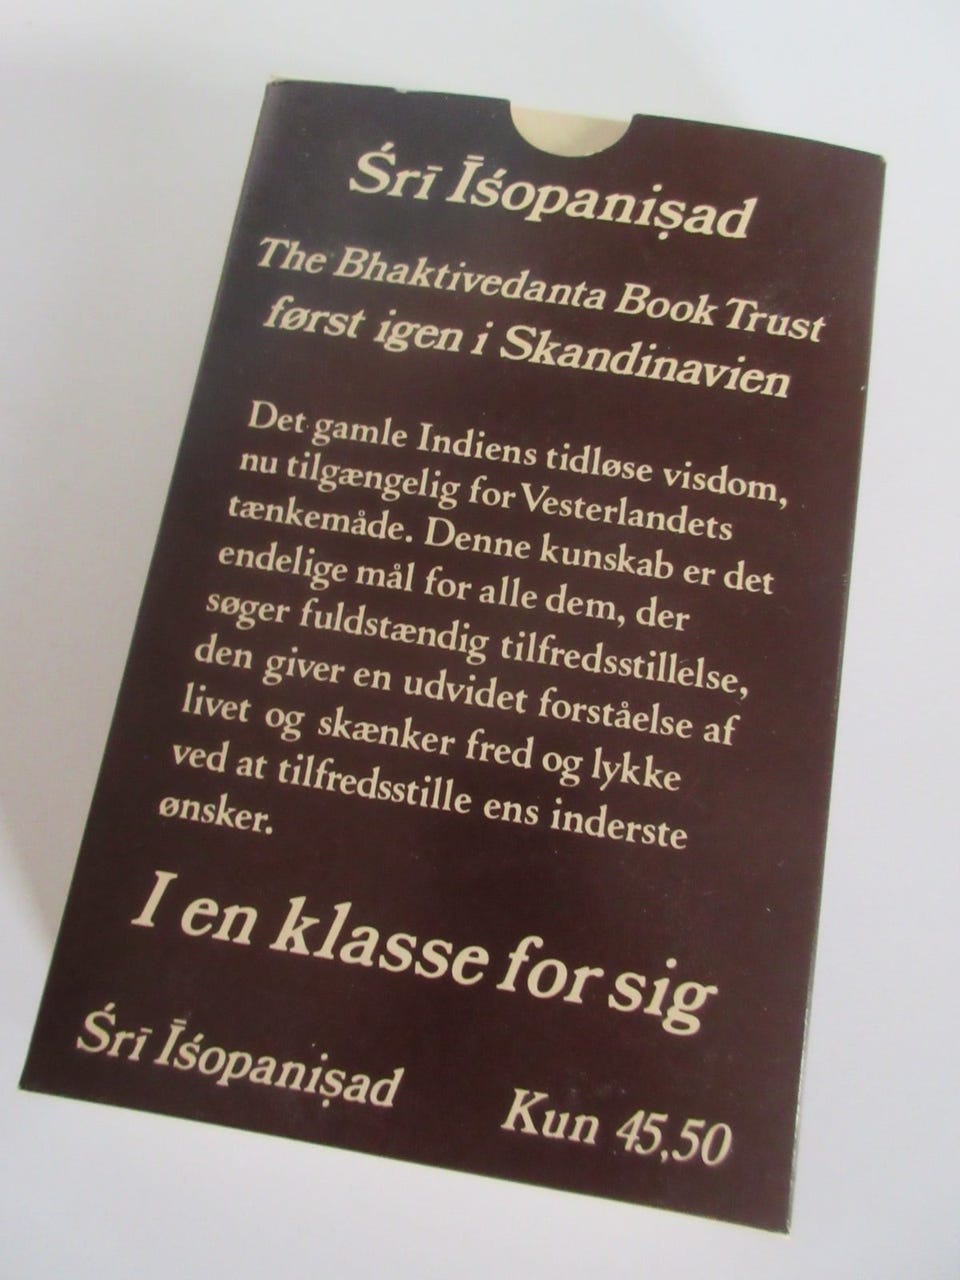 Śrī Īśopaniṣad
The Bhaktivedanta Book Trust
først igen i Skandinavien
Det gamle Indiens tidløse visdom,
nu tilgængelig for Vesterlandets
tænkemåde. Denne kunskab er det
endelige mål for alle dem, der
søger fuldstændig tilfredsstillelse,
den giver en udvidet forståelse af
livet og skænker fred og lykke
ved at tilfredsstille ens inderste
ønsker.
I en klasse for sig
Śrī Īśopaniṣad
Kun 45,50